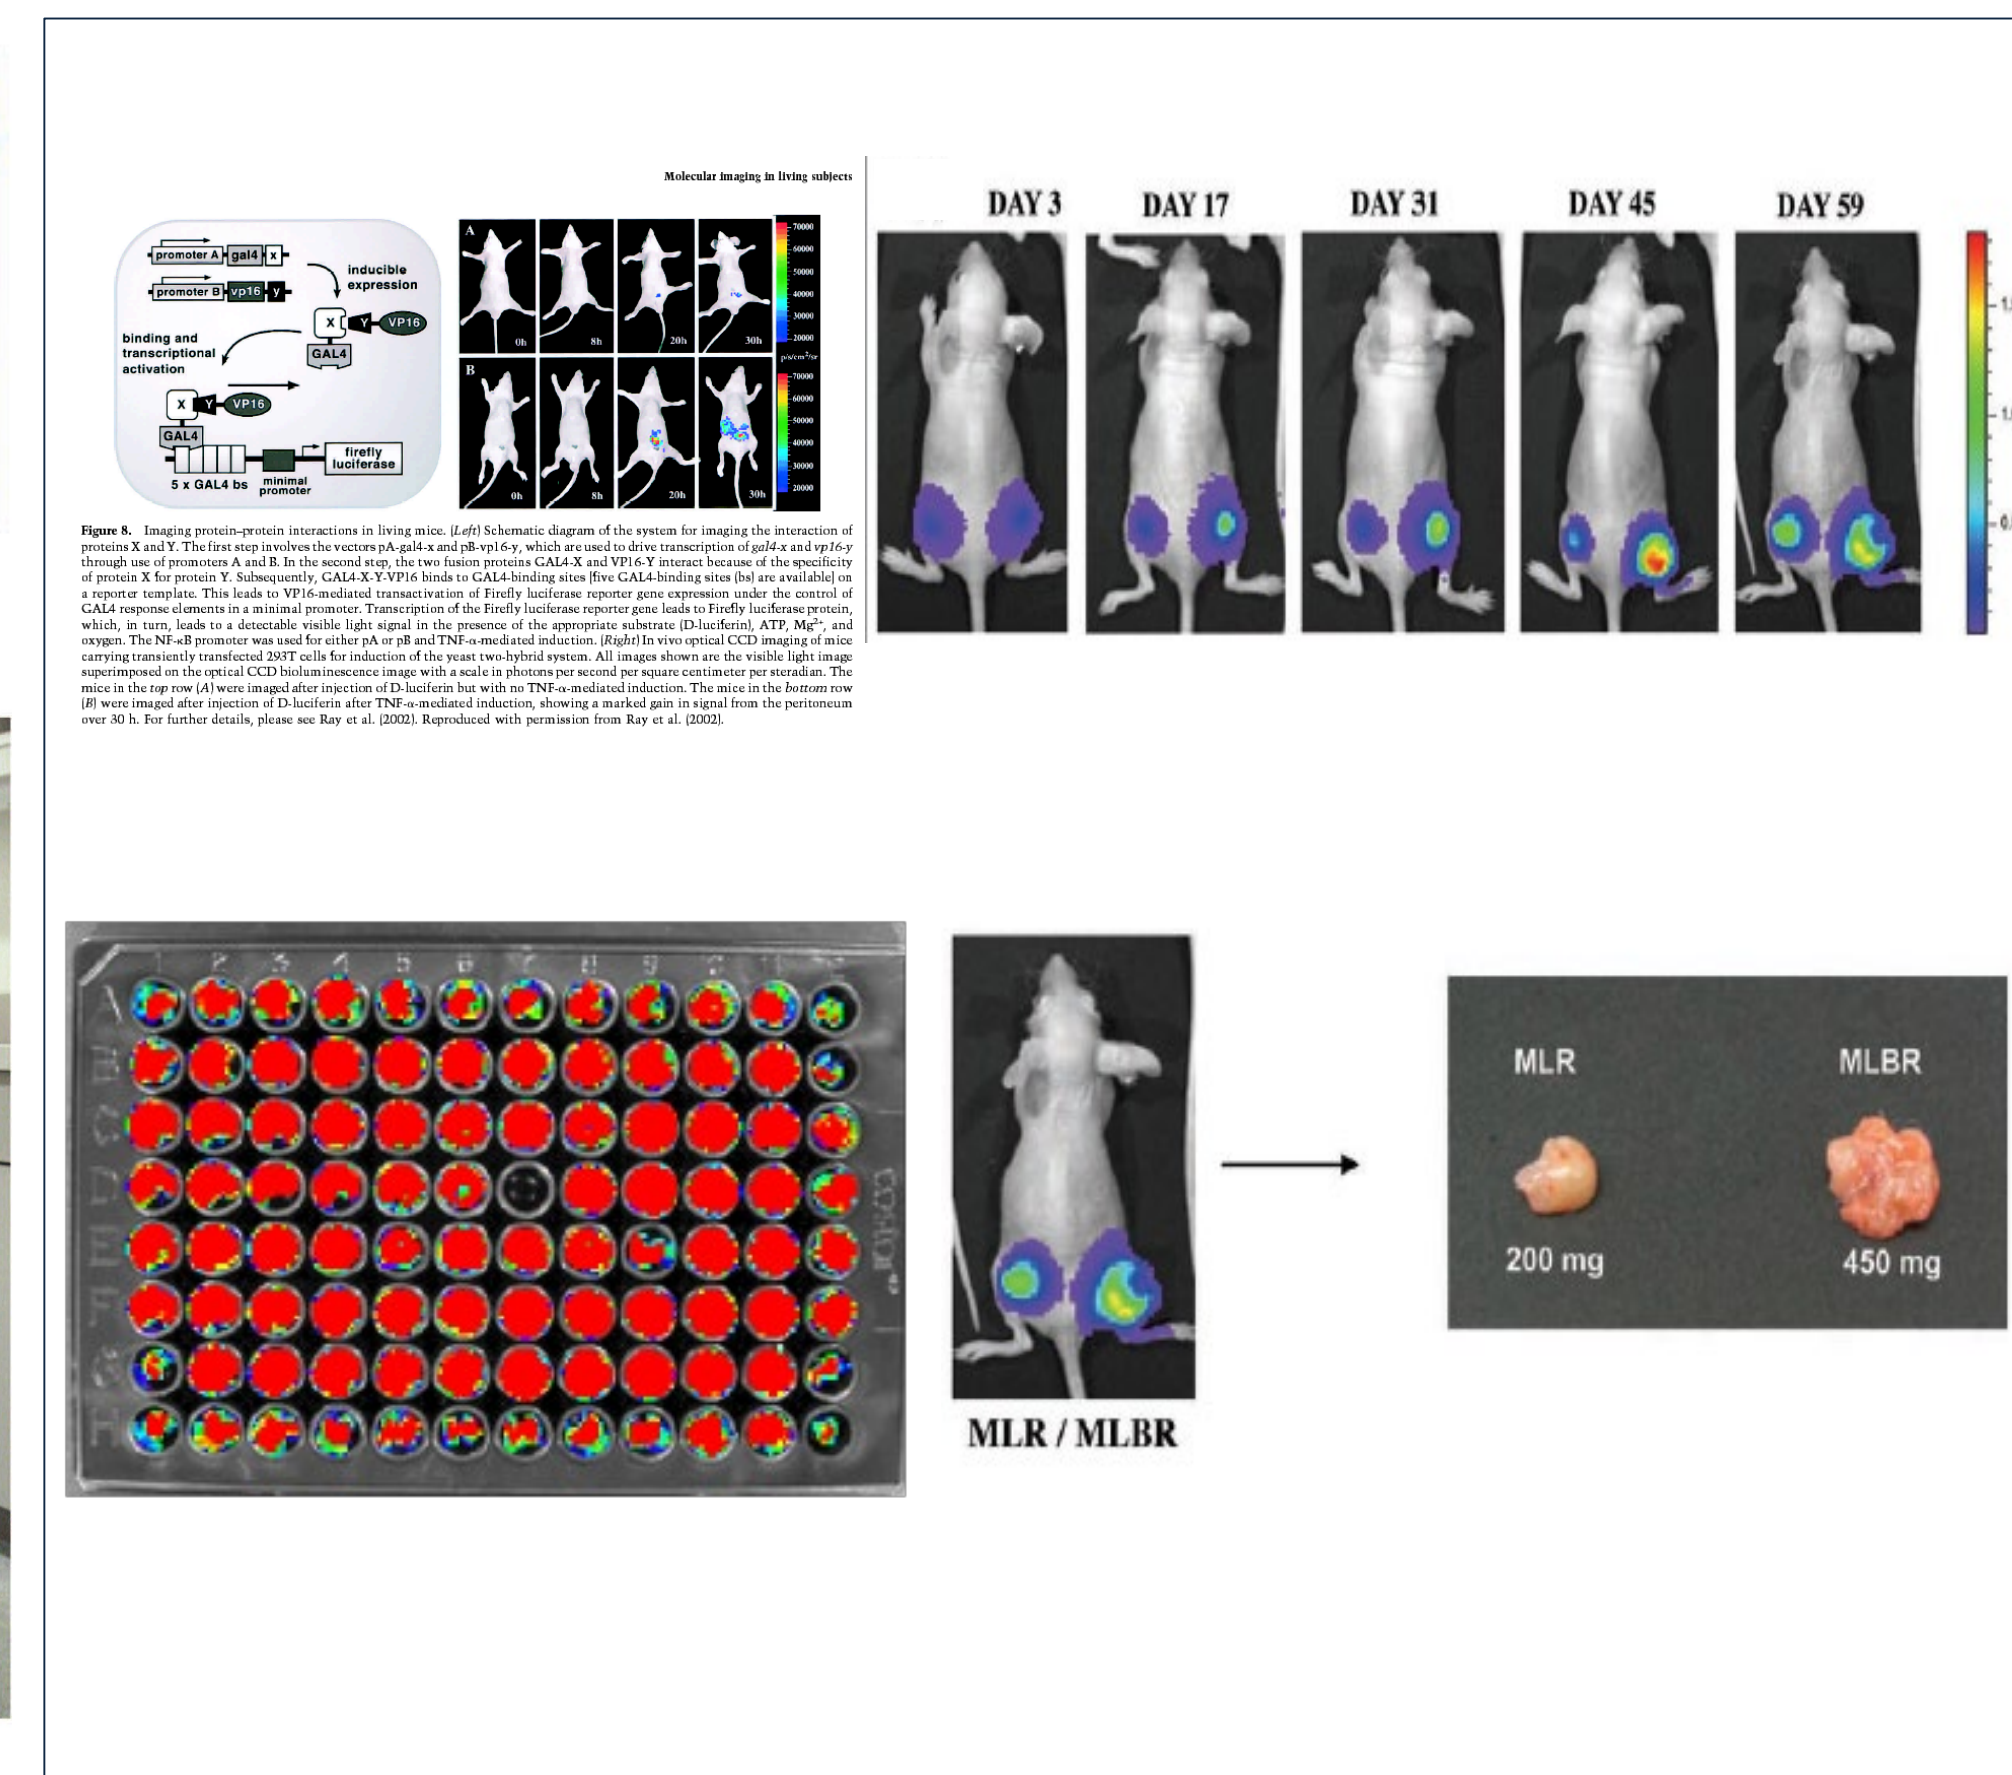 Molecular imaging in living subjects
promoter A gal4 x
promoter B vp16 y
inducible
expression
X Y VP16
GAL4
binding and
transcriptional
activation
X Y VP16
GAL4
firefly
luciferase
5 x GAL4 bs
minimal
promoter
A
0h 8h 20h 30h
70000
60000
50000
40000
30000
20000
p/s/cm²/sr
B
0h 8h 20h 30h
70000
60000
50000
40000
30000
20000
Figure 8. Imaging protein–protein interactions in living mice. (Left) Schematic diagram of the system for imaging the interaction of
proteins X and Y. The first step involves the vectors pA-gal4-x and pB-vp16-y, which are used to drive transcription of gal4-x and vp16-y
through use of promoters A and B. In the second step, the two fusion proteins GAL4-X and VP16-Y interact because of the specificity
of protein X for protein Y. Subsequently, GAL4-X-Y-VP16 binds to GAL4-binding sites [five GAL4-binding sites (bs) are available] on
a reporter template. This leads to VP16-mediated transactivation of Firefly luciferase reporter gene expression under the control of
GAL4 response elements in a minimal promoter. Transcription of the Firefly luciferase reporter gene leads to Firefly luciferase protein,
which, in turn, leads to a detectable visible light signal in the presence of the appropriate substrate (D-luciferin), ATP, Mg²⁺, and
oxygen. The NF-κB promoter was used for either pA or pB and TNF-α-mediated induction. (Right) In vivo optical CCD imaging of mice
carrying transiently transfected 293T cells for induction of the yeast two-hybrid system. All images shown are the visible light image
superimposed on the optical CCD bioluminescence image with a scale in photons per second per square centimeter per steradian. The
mice in the top row (A) were imaged after injection of D-luciferin but with no TNF-α-mediated induction. The mice in the bottom row
(B) were imaged after injection of D-luciferin after TNF-α-mediated induction, showing a marked gain in signal from the peritoneum
over 30 h. For further details, please see Ray et al. (2002). Reproduced with permission from Ray et al. (2002).
DAY 3 DAY 17 DAY 31 DAY 45 DAY 59
MLR / MLBR
MLR MLBR
200 mg 450 mg